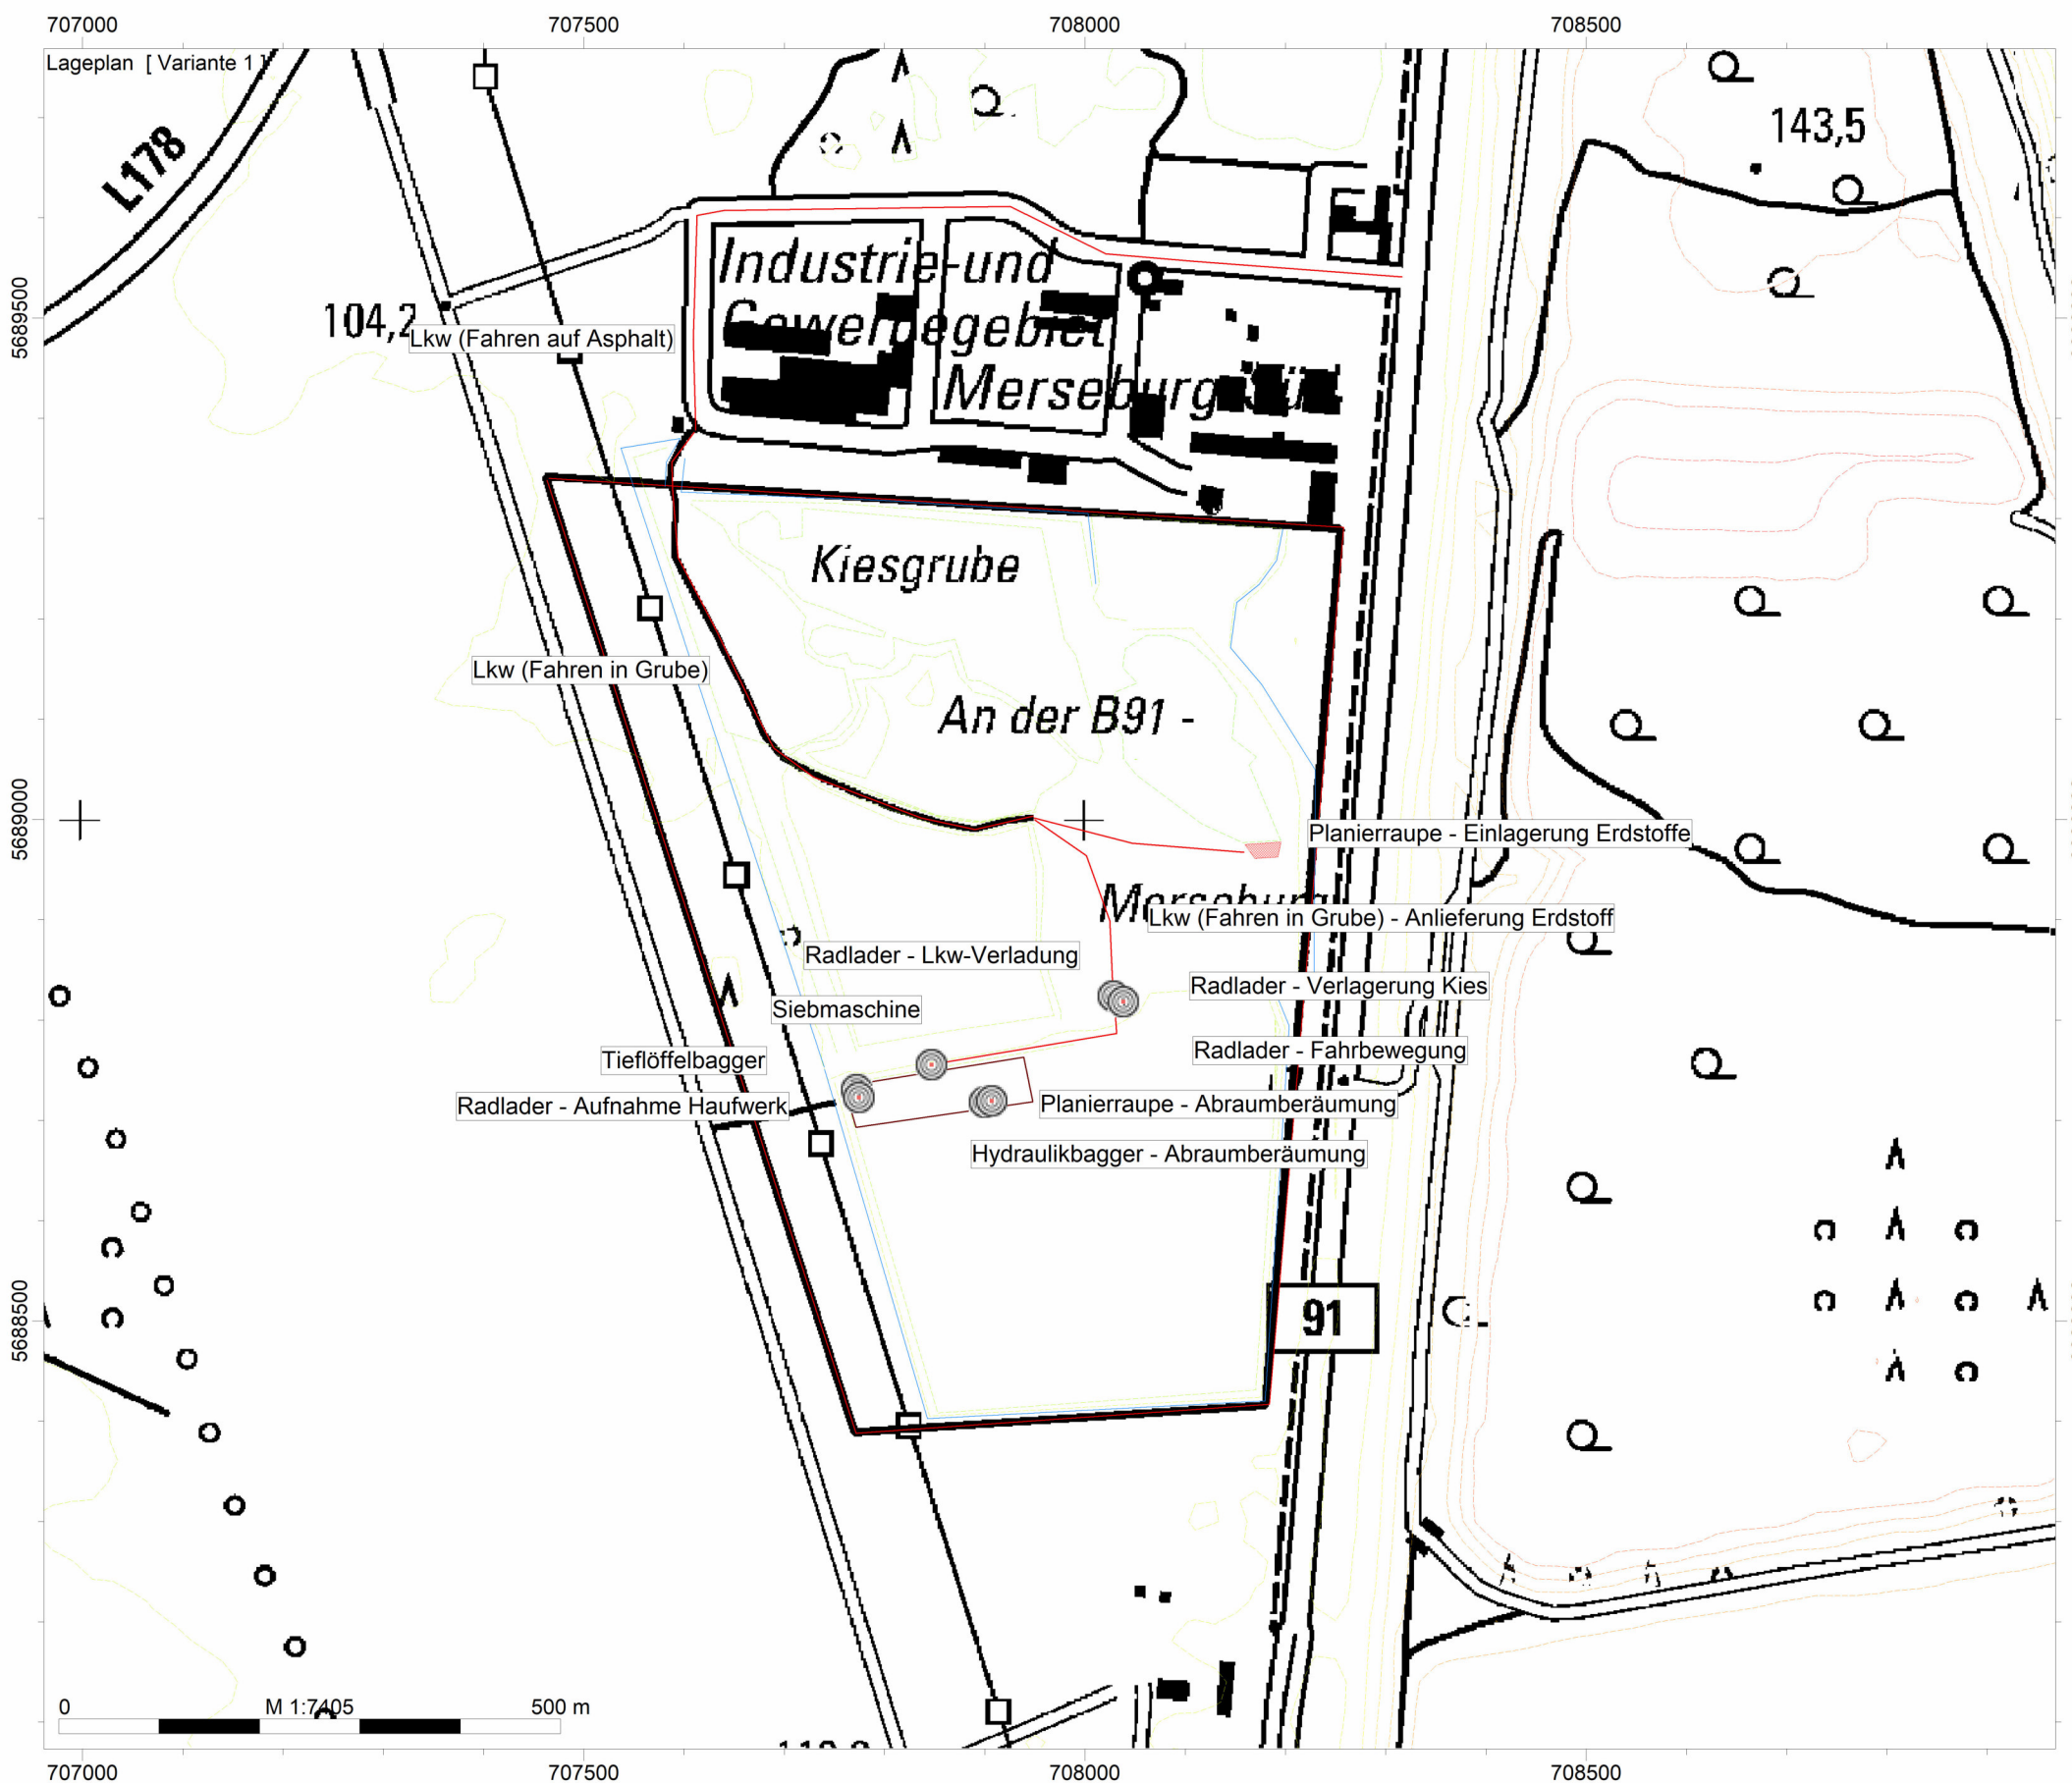 707000
707500
708000
708500
Lageplan [ Variante 1 ]
L178
143,5
5689500
Industrie-und
Gewerbegebiet
104,2
Lkw (Fahren auf Asphalt)
Merseburg-Süd
Kiesgrube
Lkw (Fahren in Grube)
An der B91 -
5689000
Planierraupe - Einlagerung Erdstoffe
Merseburg
Lkw (Fahren in Grube) - Anlieferung Erdstoff
Radlader - Lkw-Verladung
Radlader - Verlagerung Kies
Siebmaschine
Radlader - Fahrbewegung
Tieflöffelbagger
Radlader - Aufnahme Haufwerk
Planierraupe - Abraumberäumung
Hydraulikbagger - Abraumberäumung
5688500
91
0
M 1:7405
500 m
707000
707500
708000
708500